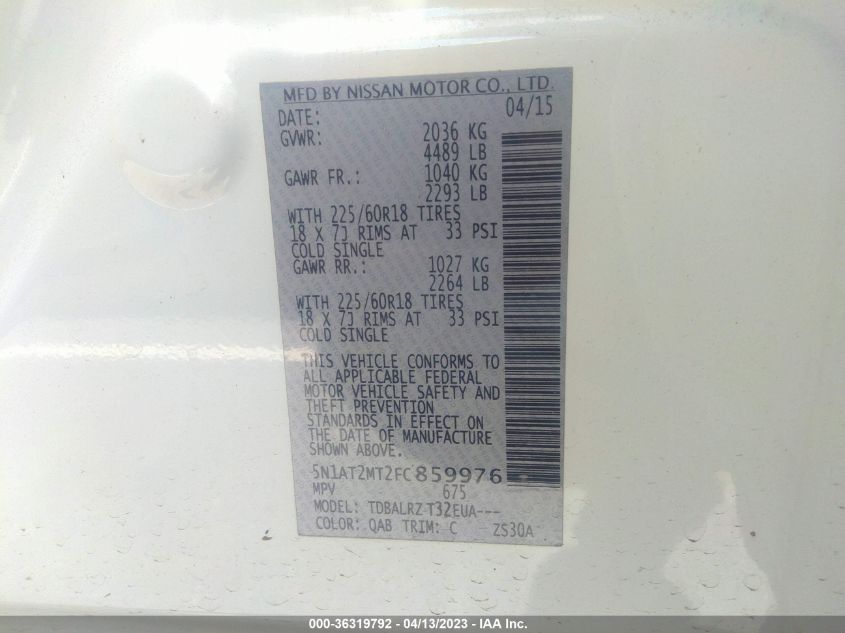 MFD BY NISSAN MOTOR CO., LTD.
DATE: 04/15
GVWR: 2036 KG
4489 LB
GAWR FR.: 1040 KG
2293 LB
WITH 225/60R18 TIRES
18 X 7J RIMS AT 33 PSI
COLD SINGLE
GAWR RR.: 1027 KG
2264 LB
WITH 225/60R18 TIRES
18 X 7J RIMS AT 33 PSI
COLD SINGLE
THIS VEHICLE CONFORMS TO
ALL APPLICABLE FEDERAL
MOTOR VEHICLE SAFETY AND
THEFT PREVENTION
STANDARDS IN EFFECT ON
THE DATE OF MANUFACTURE
SHOWN ABOVE.
5N1AT2MT2FC859976
MPV 675
MODEL: TDBALRZ T32EUA---
COLOR: QAB TRIM: C ZS30A
000-36319792 - 04/13/2023 - IAA Inc.